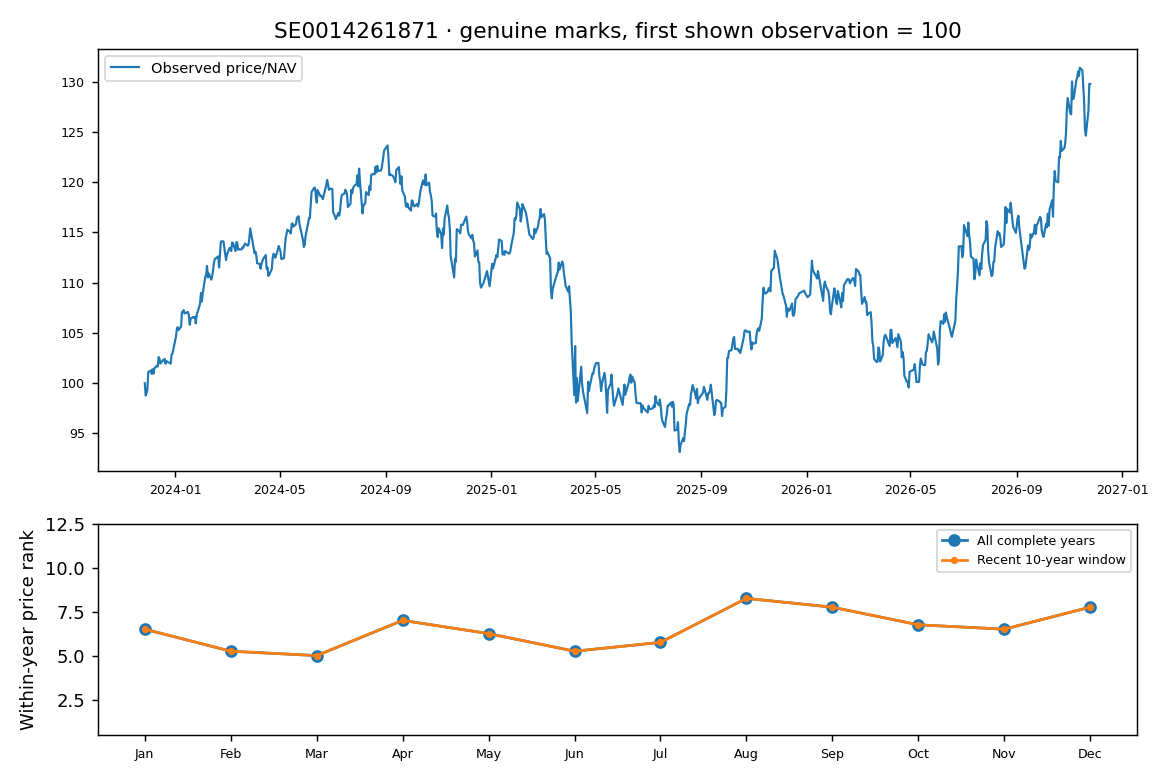 SE0014261871 · genuine marks, first shown observation = 100
Observed price/NAV
130
125
120
115
110
105
100
95
2024-01 2024-05 2024-09 2025-01 2025-05 2025-09 2026-01 2026-05 2026-09 2027-01
Within-year price rank
12.5
10.0
7.5
5.0
2.5
All complete years
Recent 10-year window
Jan Feb Mar Apr May Jun Jul Aug Sep Oct Nov Dec